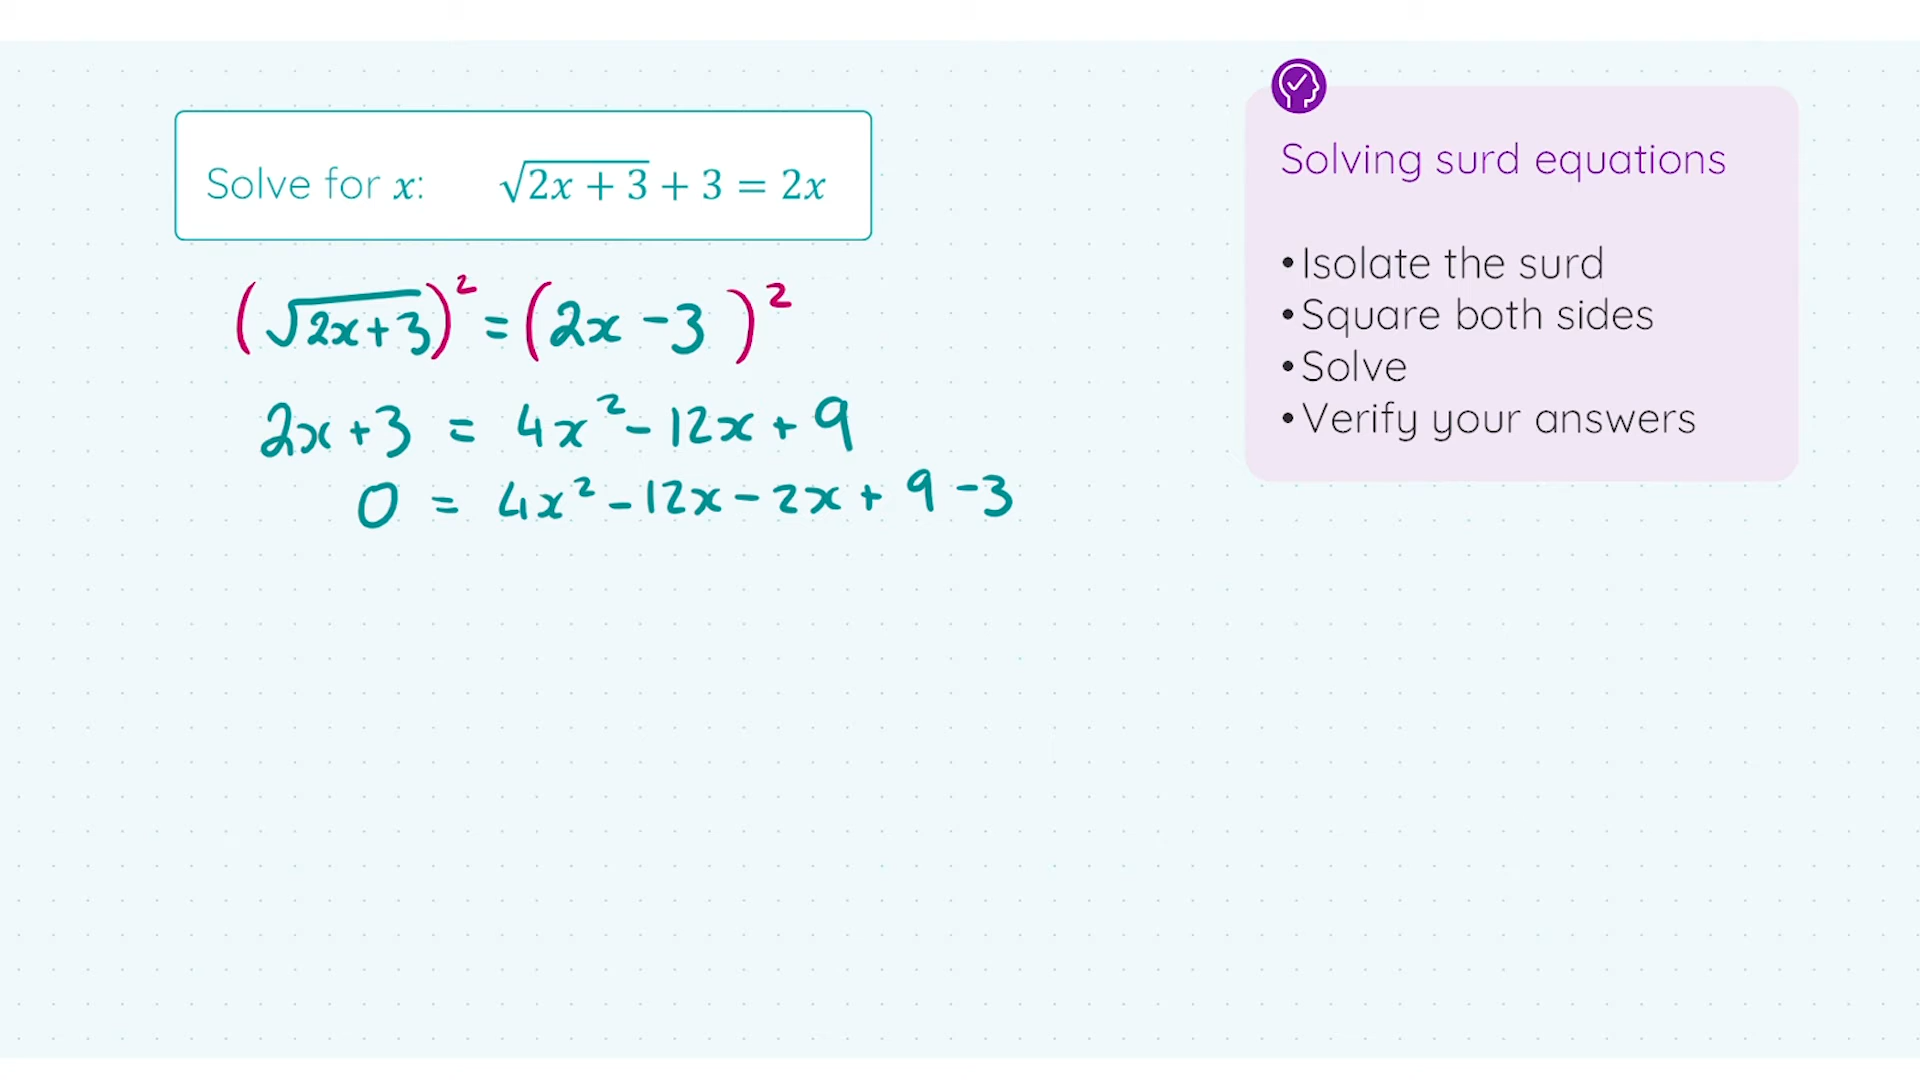 Solve for x: √2x + 3 + 3 = 2x
(√2x+3)² = (2x -3 )²
2x+3 = 4x² - 12x + 9
0 = 4x² - 12x - 2x + 9 - 3
Solving surd equations
•Isolate the surd
•Square both sides
•Solve
•Verify your answers